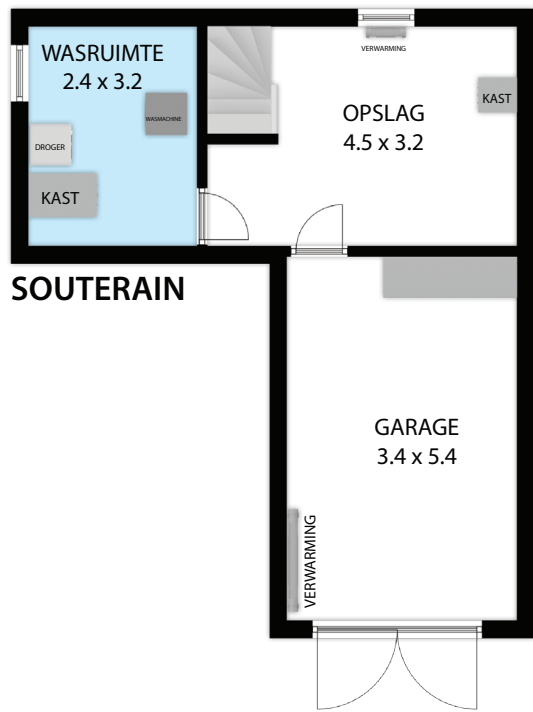 WASRUIMTE
2.4 x 3.2
WASMACHINE
DROGER
KAST
VERWARMING
OPSLAG
4.5 x 3.2
KAST
SOUTERAIN
GARAGE
3.4 x 5.4
VERWARMING